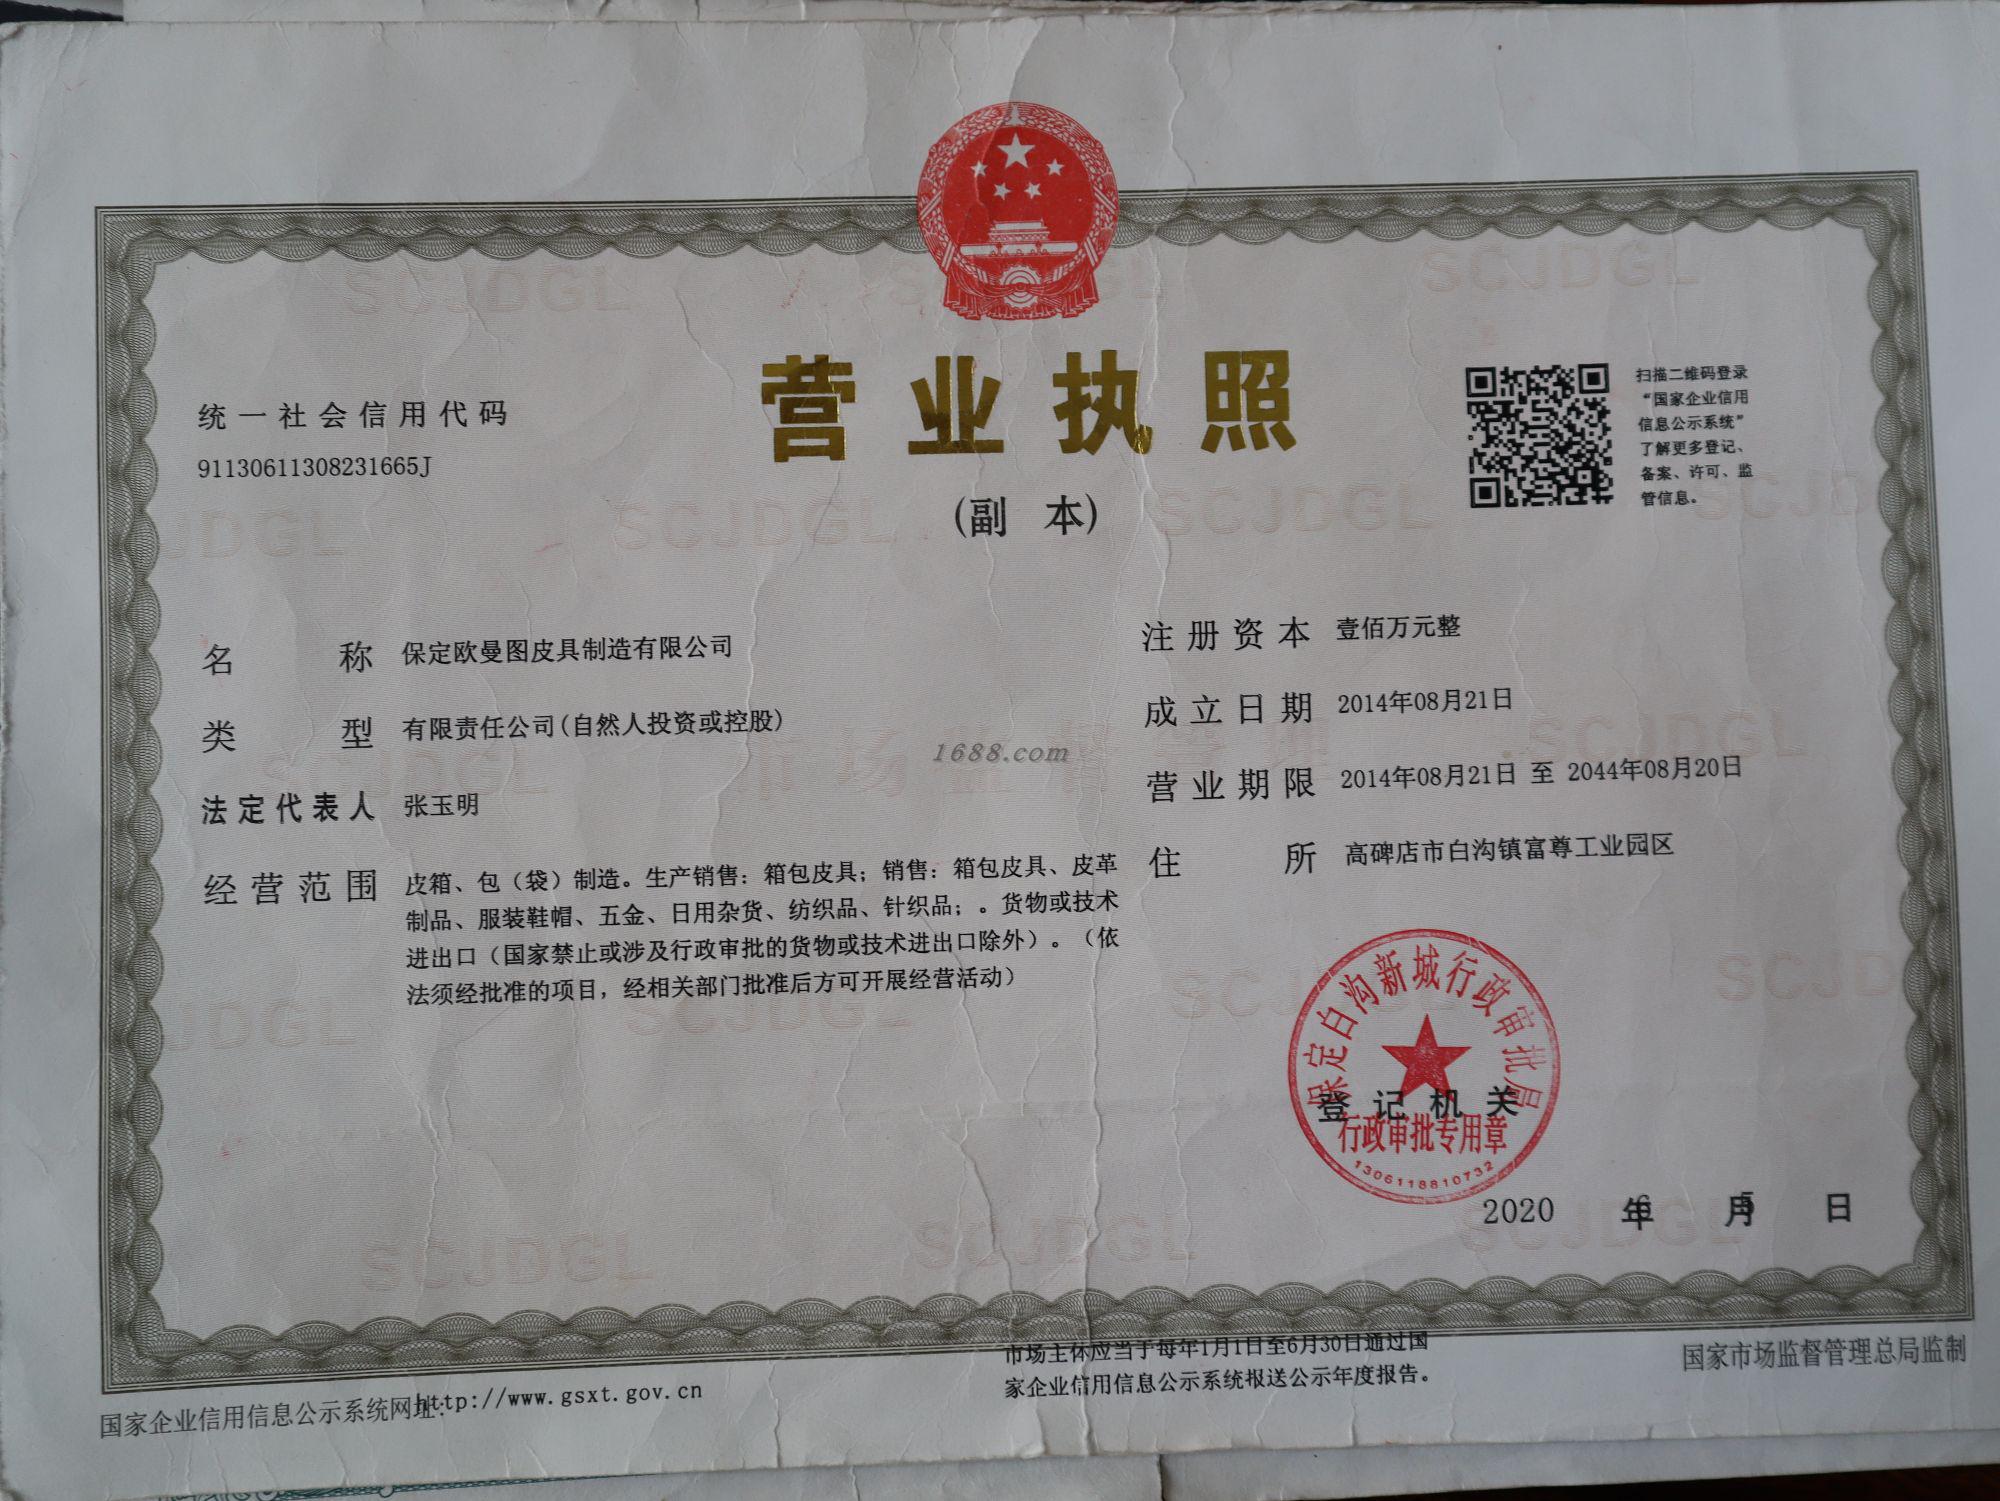 营业执照
(副 本)
统一社会信用代码
91130611308231665J
扫描二维码登录
“国家企业信用
信息公示系统”
了解更多登记、
备案、许可、监
管信息。
名 称 保定欧曼图皮具制造有限公司
类 型 有限责任公司(自然人投资或控股)
法定代表人 张玉明
经营范围 皮箱、包（袋）制造。生产销售：箱包皮具；销售：箱包皮具、皮革
制品、服装鞋帽、五金、日用杂货、纺织品、针织品；。货物或技术
进出口（国家禁止或涉及行政审批的货物或技术进出口除外）。（依
法须经批准的项目，经相关部门批准后方可开展经营活动）
注册资本 壹佰万元整
成立日期 2014年08月21日
营业期限 2014年08月21日 至 2044年08月20日
住 所 高碑店市白沟镇富尊工业园区
1688.com
保定白沟新城行政审批局
登记机关
行政审批专用章
1306118810732
2020 年 6 月 5 日
国家企业信用信息公示系统网址:http://www.gsxt.gov.cn
市场主体应当于每年1月1日至6月30日通过国
家企业信用信息公示系统报送公示年度报告。
国家市场监督管理总局监制
SCJDGL